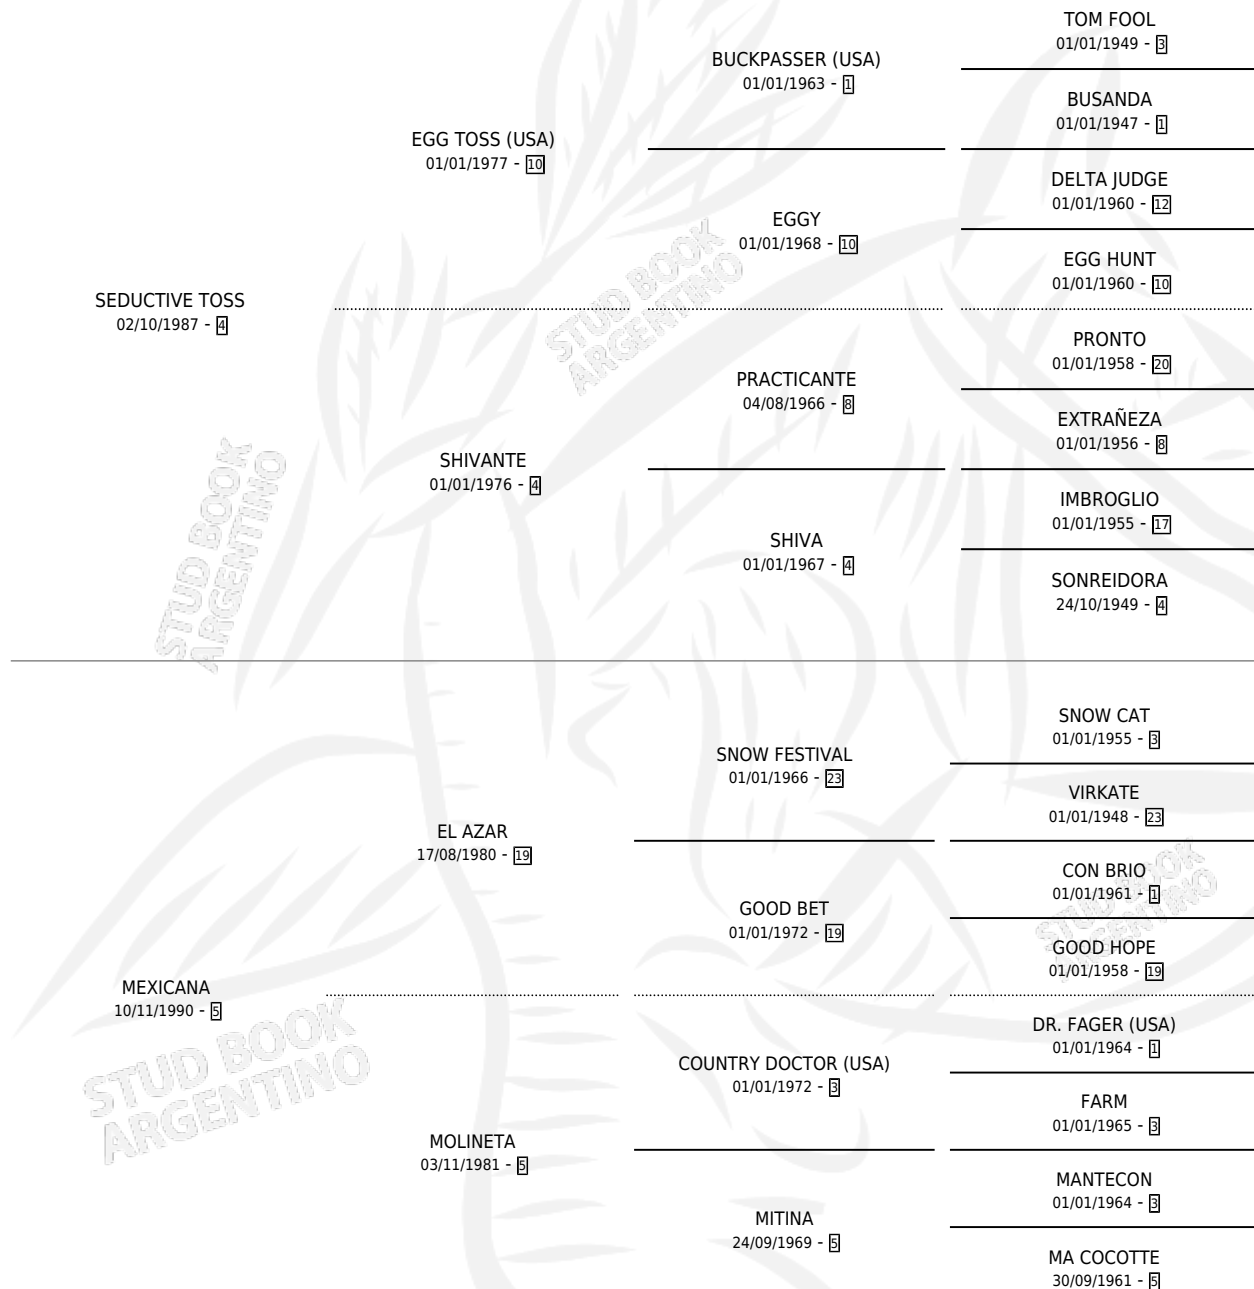 TOM FOOL
01/01/1949 - 3
BUCKPASSER (USA)
01/01/1963 - 1
BUSANDA
01/01/1947 - 1
EGG TOSS (USA)
01/01/1977 - 10
DELTA JUDGE
01/01/1960 - 12
EGGY
01/01/1968 - 10
EGG HUNT
01/01/1960 - 10
SEDUCTIVE TOSS
02/10/1987 - 4
PRONTO
01/01/1958 - 20
PRACTICANTE
04/08/1966 - 8
EXTRAÑEZA
01/01/1956 - 8
SHIVANTE
01/01/1976 - 4
IMBROGLIO
01/01/1955 - 17
SHIVA
01/01/1967 - 4
SONREIDORA
24/10/1949 - 4
SNOW CAT
01/01/1955 - 3
SNOW FESTIVAL
01/01/1966 - 23
VIRKATE
01/01/1948 - 23
EL AZAR
17/08/1980 - 19
CON BRIO
01/01/1961 - 1
GOOD BET
01/01/1972 - 19
GOOD HOPE
01/01/1958 - 19
MEXICANA
10/11/1990 - 5
DR. FAGER (USA)
01/01/1964 - 1
COUNTRY DOCTOR (USA)
01/01/1972 - 3
FARM
01/01/1965 - 3
MOLINETA
03/11/1981 - 5
MANTECON
01/01/1964 - 3
MITINA
24/09/1969 - 5
MA COCOTTE
30/09/1961 - 5
STUD BOOK
ARGENTINO
STUD BOOK
ARGENTINO
STUD BOOK
ARGENTINO
STUD BOOK
ARGENTINO